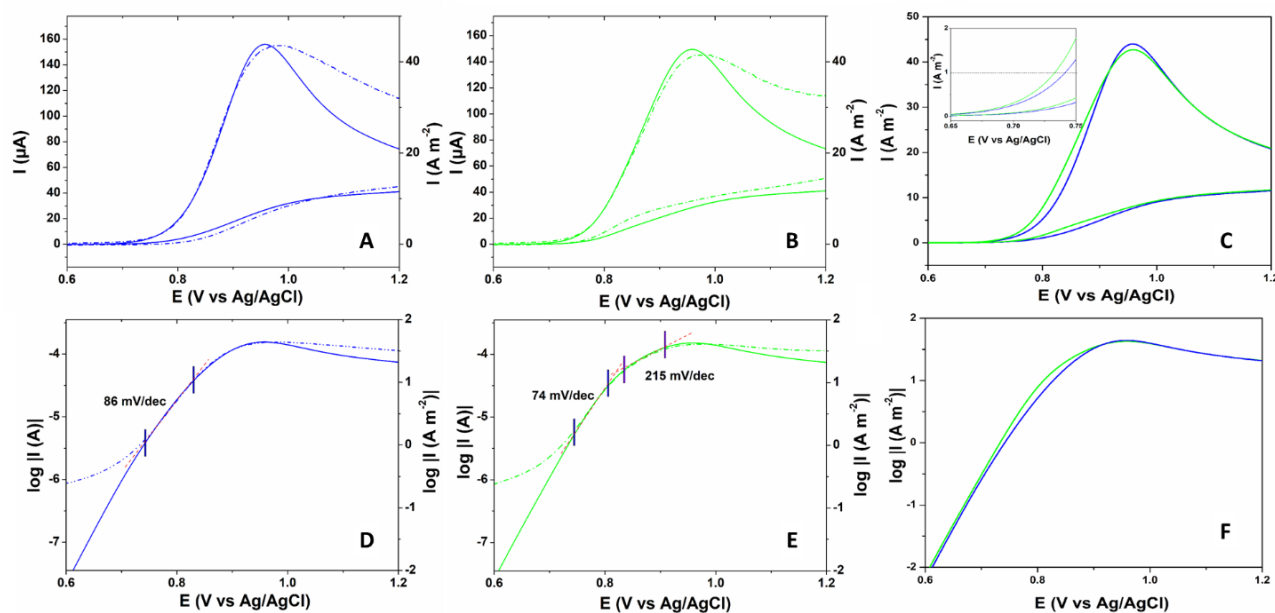 160
140
120
100
80
60
40
20
0
I (µA)
40
20
0
I (A m⁻²)
0.6 0.8 1.0 1.2
E (V vs Ag/AgCl)
A
160
140
120
100
80
60
40
20
0
I (µA)
40
20
0
I (A m⁻²)
0.6 0.8 1.0 1.2
E (V vs Ag/AgCl)
B
50
40
30
20
10
0
I (A m⁻²)
2
1
0
I (A m⁻²)
0.65 0.70 0.75
E (V vs Ag/AgCl)
0.6 0.8 1.0 1.2
E (V vs Ag/AgCl)
C
-4
-5
-6
-7
log |I (A)|
86 mV/dec
2
1
0
-1
-2
log |I (A m⁻²)|
0.6 0.8 1.0 1.2
E (V vs Ag/AgCl)
D
-4
-5
-6
-7
log |I (A)|
74 mV/dec
215 mV/dec
2
1
0
-1
-2
log |I (A m⁻²)|
0.6 0.8 1.0 1.2
E (V vs Ag/AgCl)
E
2
1
0
-1
-2
log |I (A m⁻²)|
0.6 0.8 1.0 1.2
E (V vs Ag/AgCl)
F